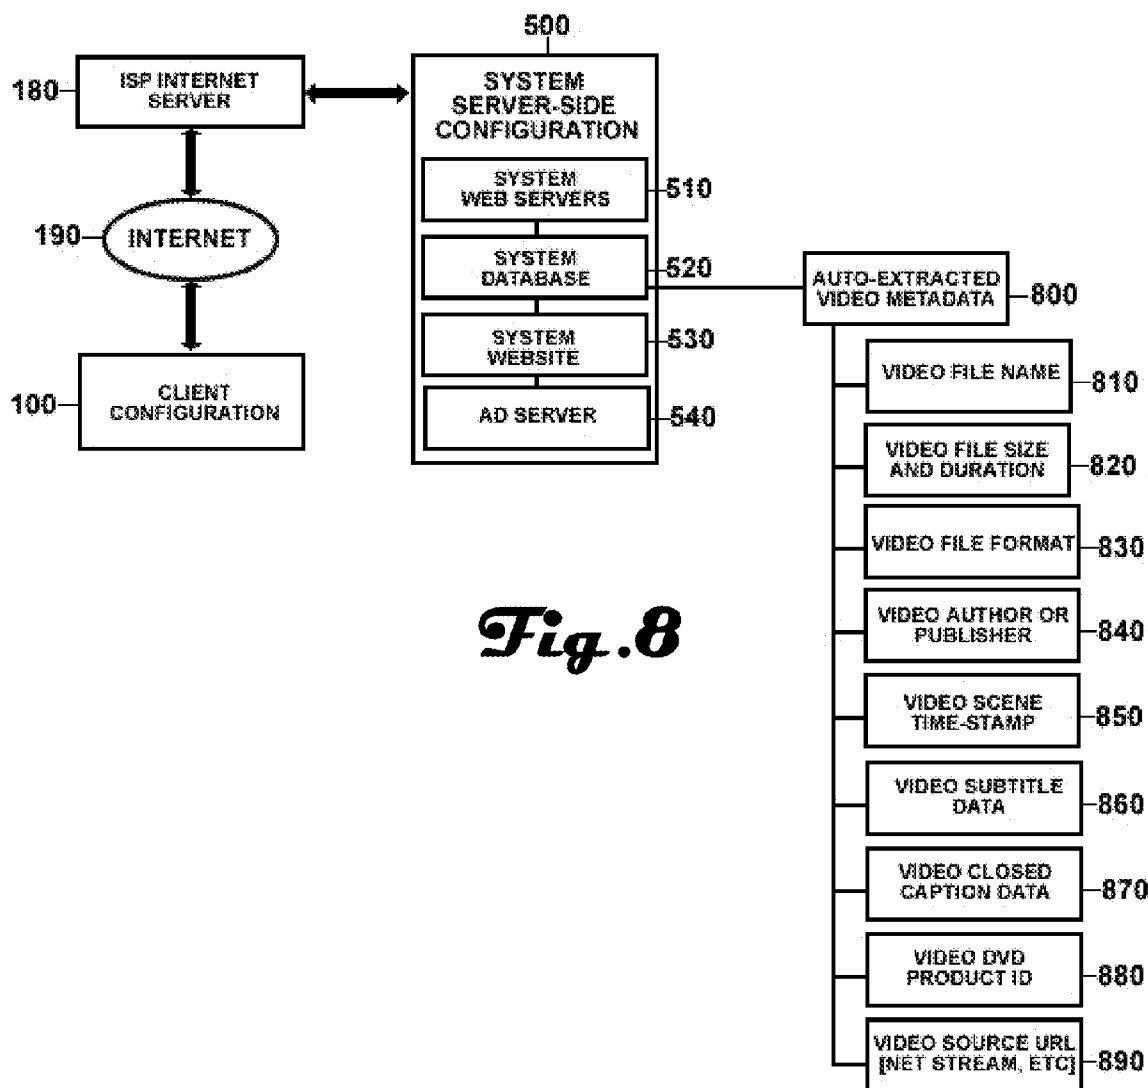 500
180
ISP INTERNET
SERVER
SYSTEM
SERVER-SIDE
CONFIGURATION
SYSTEM
WEB SERVERS
510
190
INTERNET
SYSTEM
DATABASE
520
AUTO-EXTRACTED
VIDEO METADATA
800
SYSTEM
WEBSITE
530
100
CLIENT
CONFIGURATION
AD SERVER
540
VIDEO FILE NAME
810
VIDEO FILE SIZE
AND DURATION
820
VIDEO FILE FORMAT
830
VIDEO AUTHOR OR
PUBLISHER
840
Fig.8
VIDEO SCENE
TIME-STAMP
850
VIDEO SUBTITLE
DATA
860
VIDEO CLOSED
CAPTION DATA
870
VIDEO DVD
PRODUCT ID
880
VIDEO SOURCE URL
[NET STREAM, ETC]
890